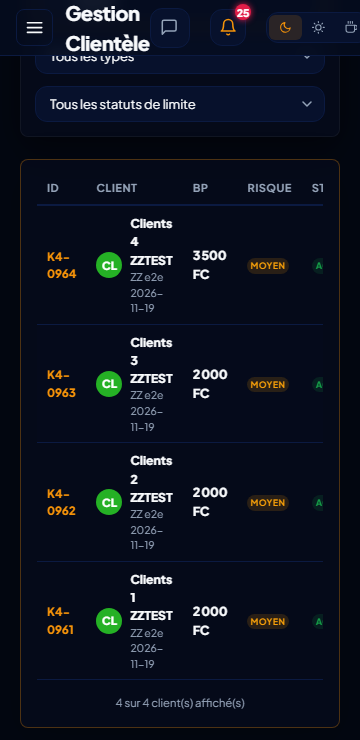 Gestion
Clientèle
25
Tous les types
Tous les statuts de limite
ID CLIENT BP RISQUE ST
K4-
0964
CL
Clients
4
ZZTEST
ZZ e2e
2026-
11-19
3500
FC
MOYEN
A
K4-
0963
CL
Clients
3
ZZTEST
ZZ e2e
2026-
11-19
2000
FC
MOYEN
A
K4-
0962
CL
Clients
2
ZZTEST
ZZ e2e
2026-
11-19
2000
FC
MOYEN
A
K4-
0961
CL
Clients
1
ZZTEST
ZZ e2e
2026-
11-19
2000
FC
MOYEN
A
4 sur 4 client(s) affiché(s)